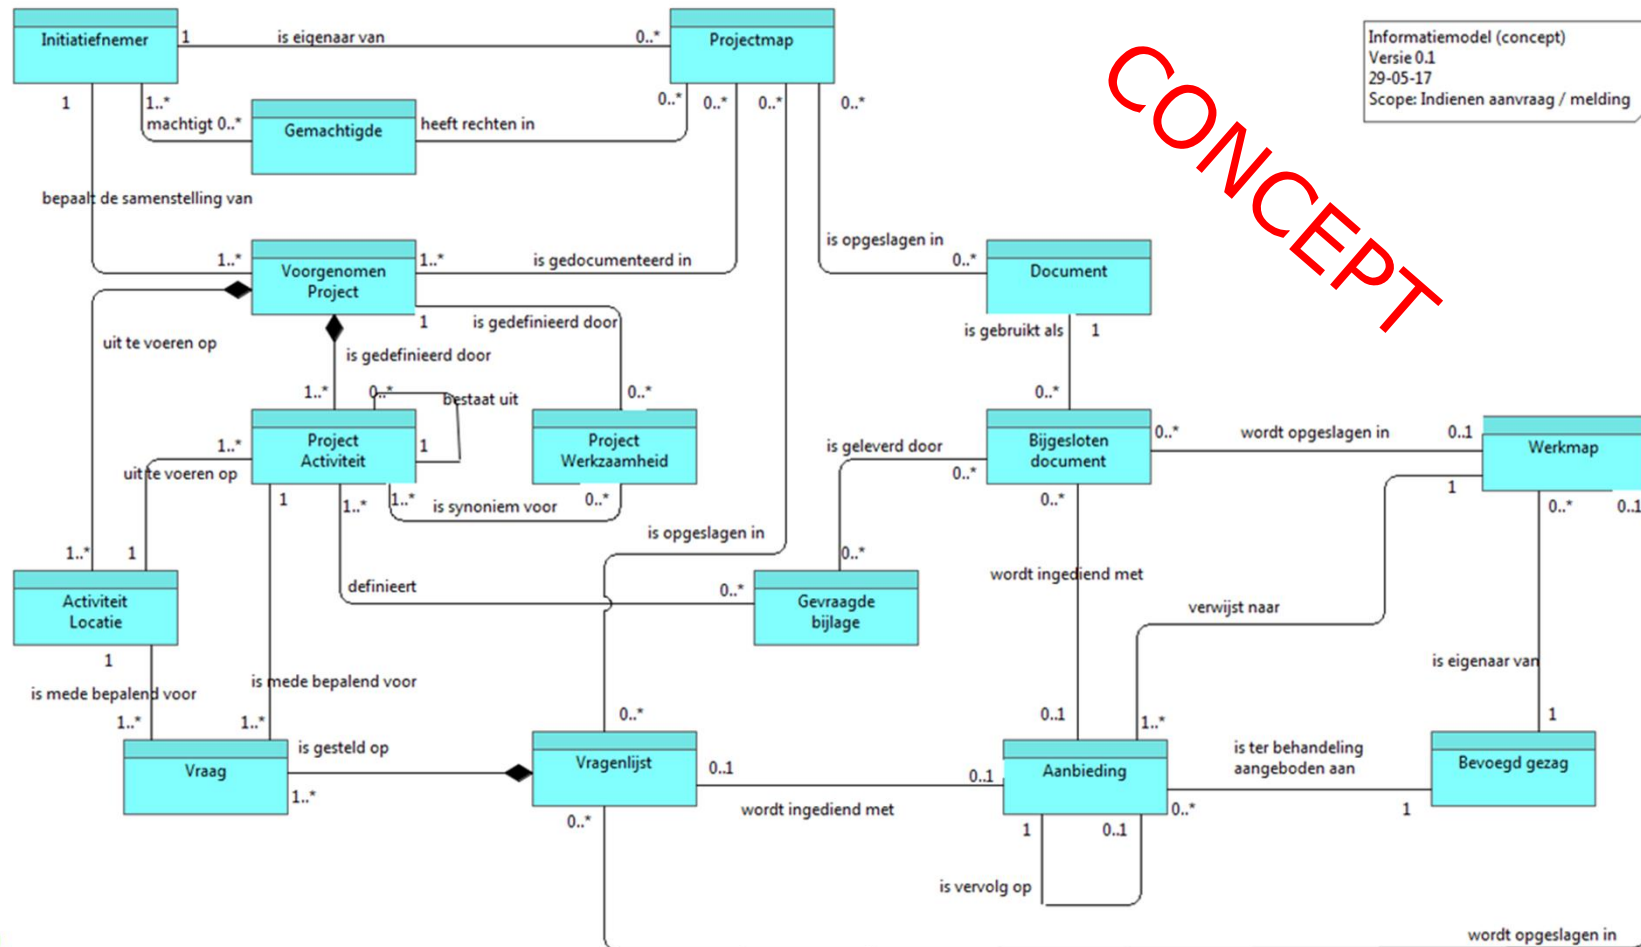 Initiatiefnemer
1
is eigenaar van
0..*
Projectmap
Informatiemodel (concept)
Versie 0.1
29-05-17
Scope: Indienen aanvraag / melding
CONCEPT
1
1..*
machtigt 0..*
Gemachtigde
heeft rechten in
0..*
0..*
0..*
0..*
bepaalt de samenstelling van
1..*
Voorgenomen
Project
1..*
is gedocumenteerd in
is opgeslagen in
0..*
Document
uit te voeren op
1
is gedefinieerd door
is gedefinieerd door
is gebruikt als
1
1..*
0..*
bestaat uit
0..*
0..*
1..*
Project
Activiteit
1
Project
Werkzaamheid
is geleverd door
0..*
Bijgesloten
document
0..*
wordt opgeslagen in
0..1
Werkmap
uit te voeren op
1
1..*
1..*
is synoniem voor
0..*
0..*
1
0..*
0..1
is opgeslagen in
1..*
1
0..*
wordt ingediend met
Activiteit
Locatie
definieert
0..*
Gevraagde
bijlage
verwijst naar
1
is mede bepalend voor
is mede bepalend voor
is eigenaar van
1..*
1..*
0..*
0..1
1..*
1
is gesteld op
Vraag
1..*
Vragenlijst
0..1
0..1
Aanbieding
is ter behandeling
aangeboden aan
Bevoegd gezag
0..*
wordt ingediend met
0..*
1
1
0..1
is vervolg op
wordt opgeslagen in